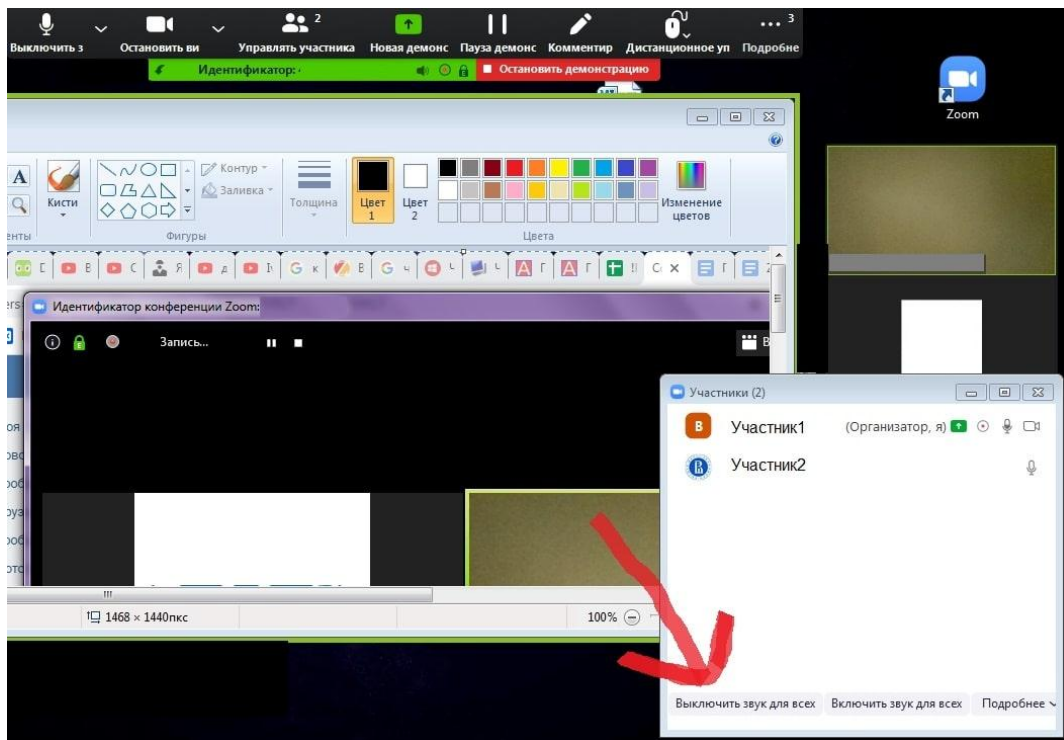 2
3
Выключить з
Остановить ви
Управлять участника
Новая демонс
Пауза демонс
Комментир
Дистанционное уп
Подробне
Идентификатор:
Остановить демонстрацию
Zoom
A
Кисти
Контур
Заливка
Толщина
Цвет 1
Цвет 2
Изменение цветов
Фигуры
Цвета
Идентификатор конференции Zoom:
Запись...
В
1468 × 1440пкс
100%
Участники (2)
В
Участник1
(Организатор, я)
Участник2
Выключить звук для всех
Включить звук для всех
Подробнее